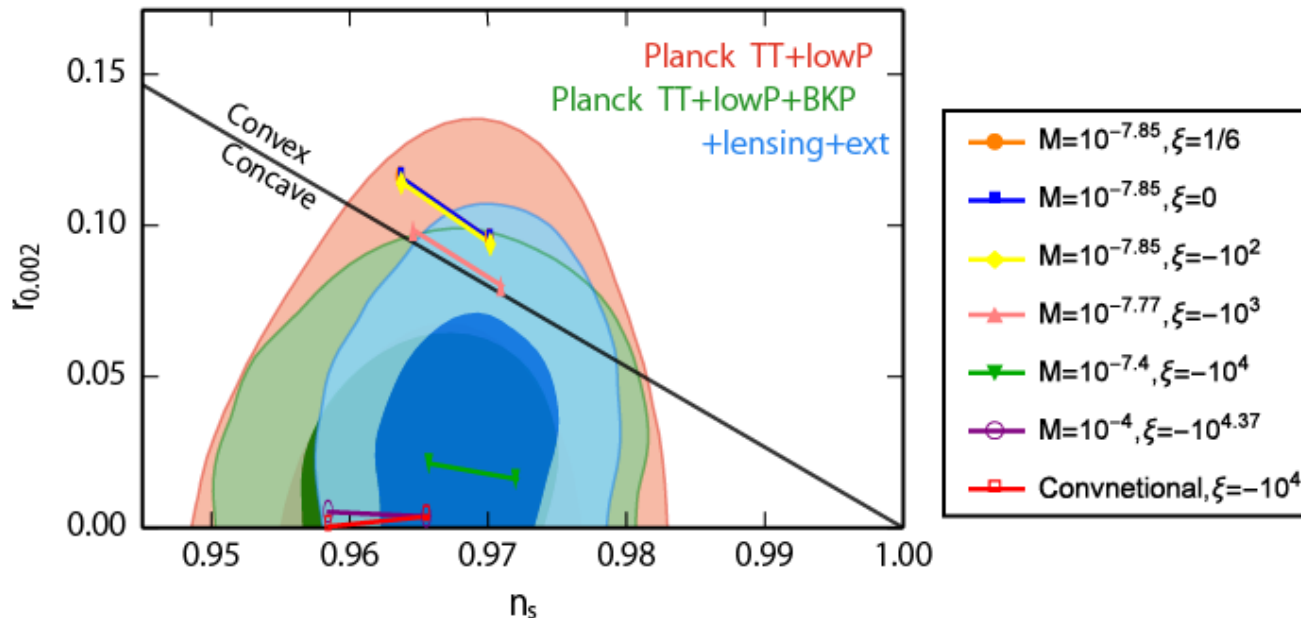 Planck TT+lowP
Planck TT+lowP+BKP
+lensing+ext
Convex
Concave
r0.002
0.15
0.10
0.05
0.00
0.95
0.96
0.97
0.98
0.99
1.00
ns
M=10^−7.85,ξ=1/6
M=10^−7.85,ξ=0
M=10^−7.85,ξ=−10^2
M=10^−7.77,ξ=−10^3
M=10^−7.4,ξ=−10^4
M=10^−4,ξ=−10^4.37
Convnetional,ξ=−10^4